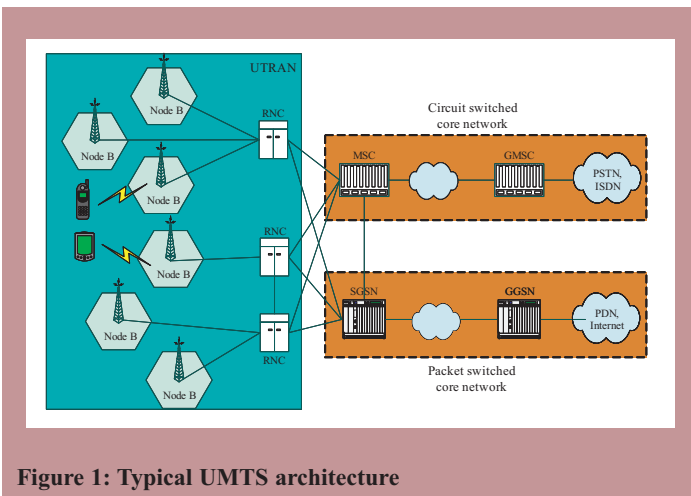 UTRAN
Node B
RNC
Node B
Node B
Circuit switched
core network
MSC
GMSC
PSTN,
ISDN
RNC
Node B
SGSN
GGSN
PDN,
Internet
Node B
RNC
Node B
Packet switched
core network
Figure 1: Typical UMTS architecture